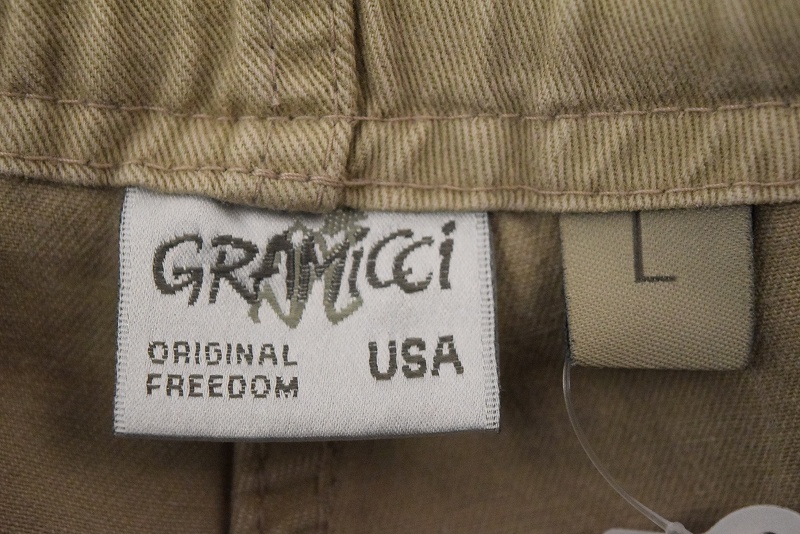 GRAMICCI
ORIGINAL
FREEDOM
USA
L